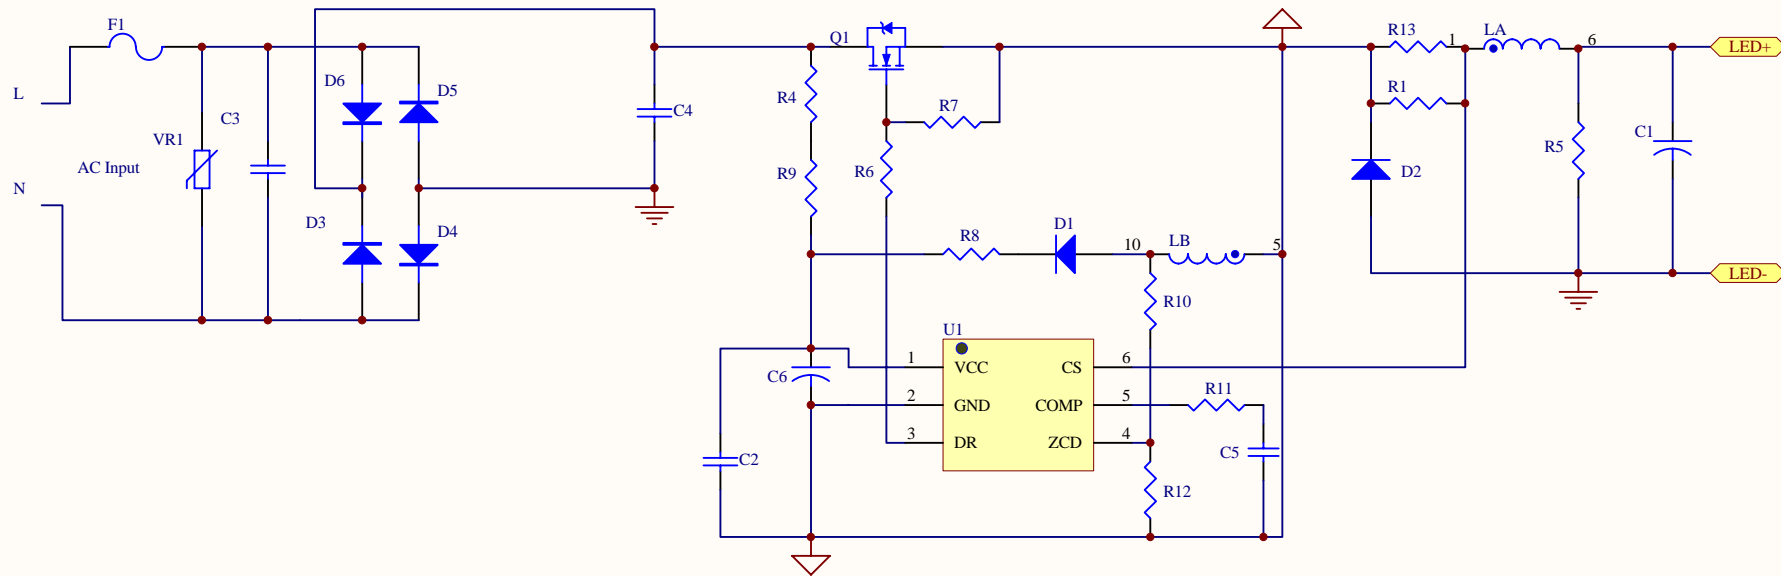 F1
Q1
R13
1
LA
6
LED+
D6
D5
R4
R7
R1
L
C3
C4
VR1
C1
AC Input
R9
R6
R5
D2
N
D3
D4
R8
D1
10
LB
5
LED-
R10
U1
1
VCC
CS
6
C6
R11
2
GND
COMP
5
3
DR
ZCD
4
C2
C5
R12